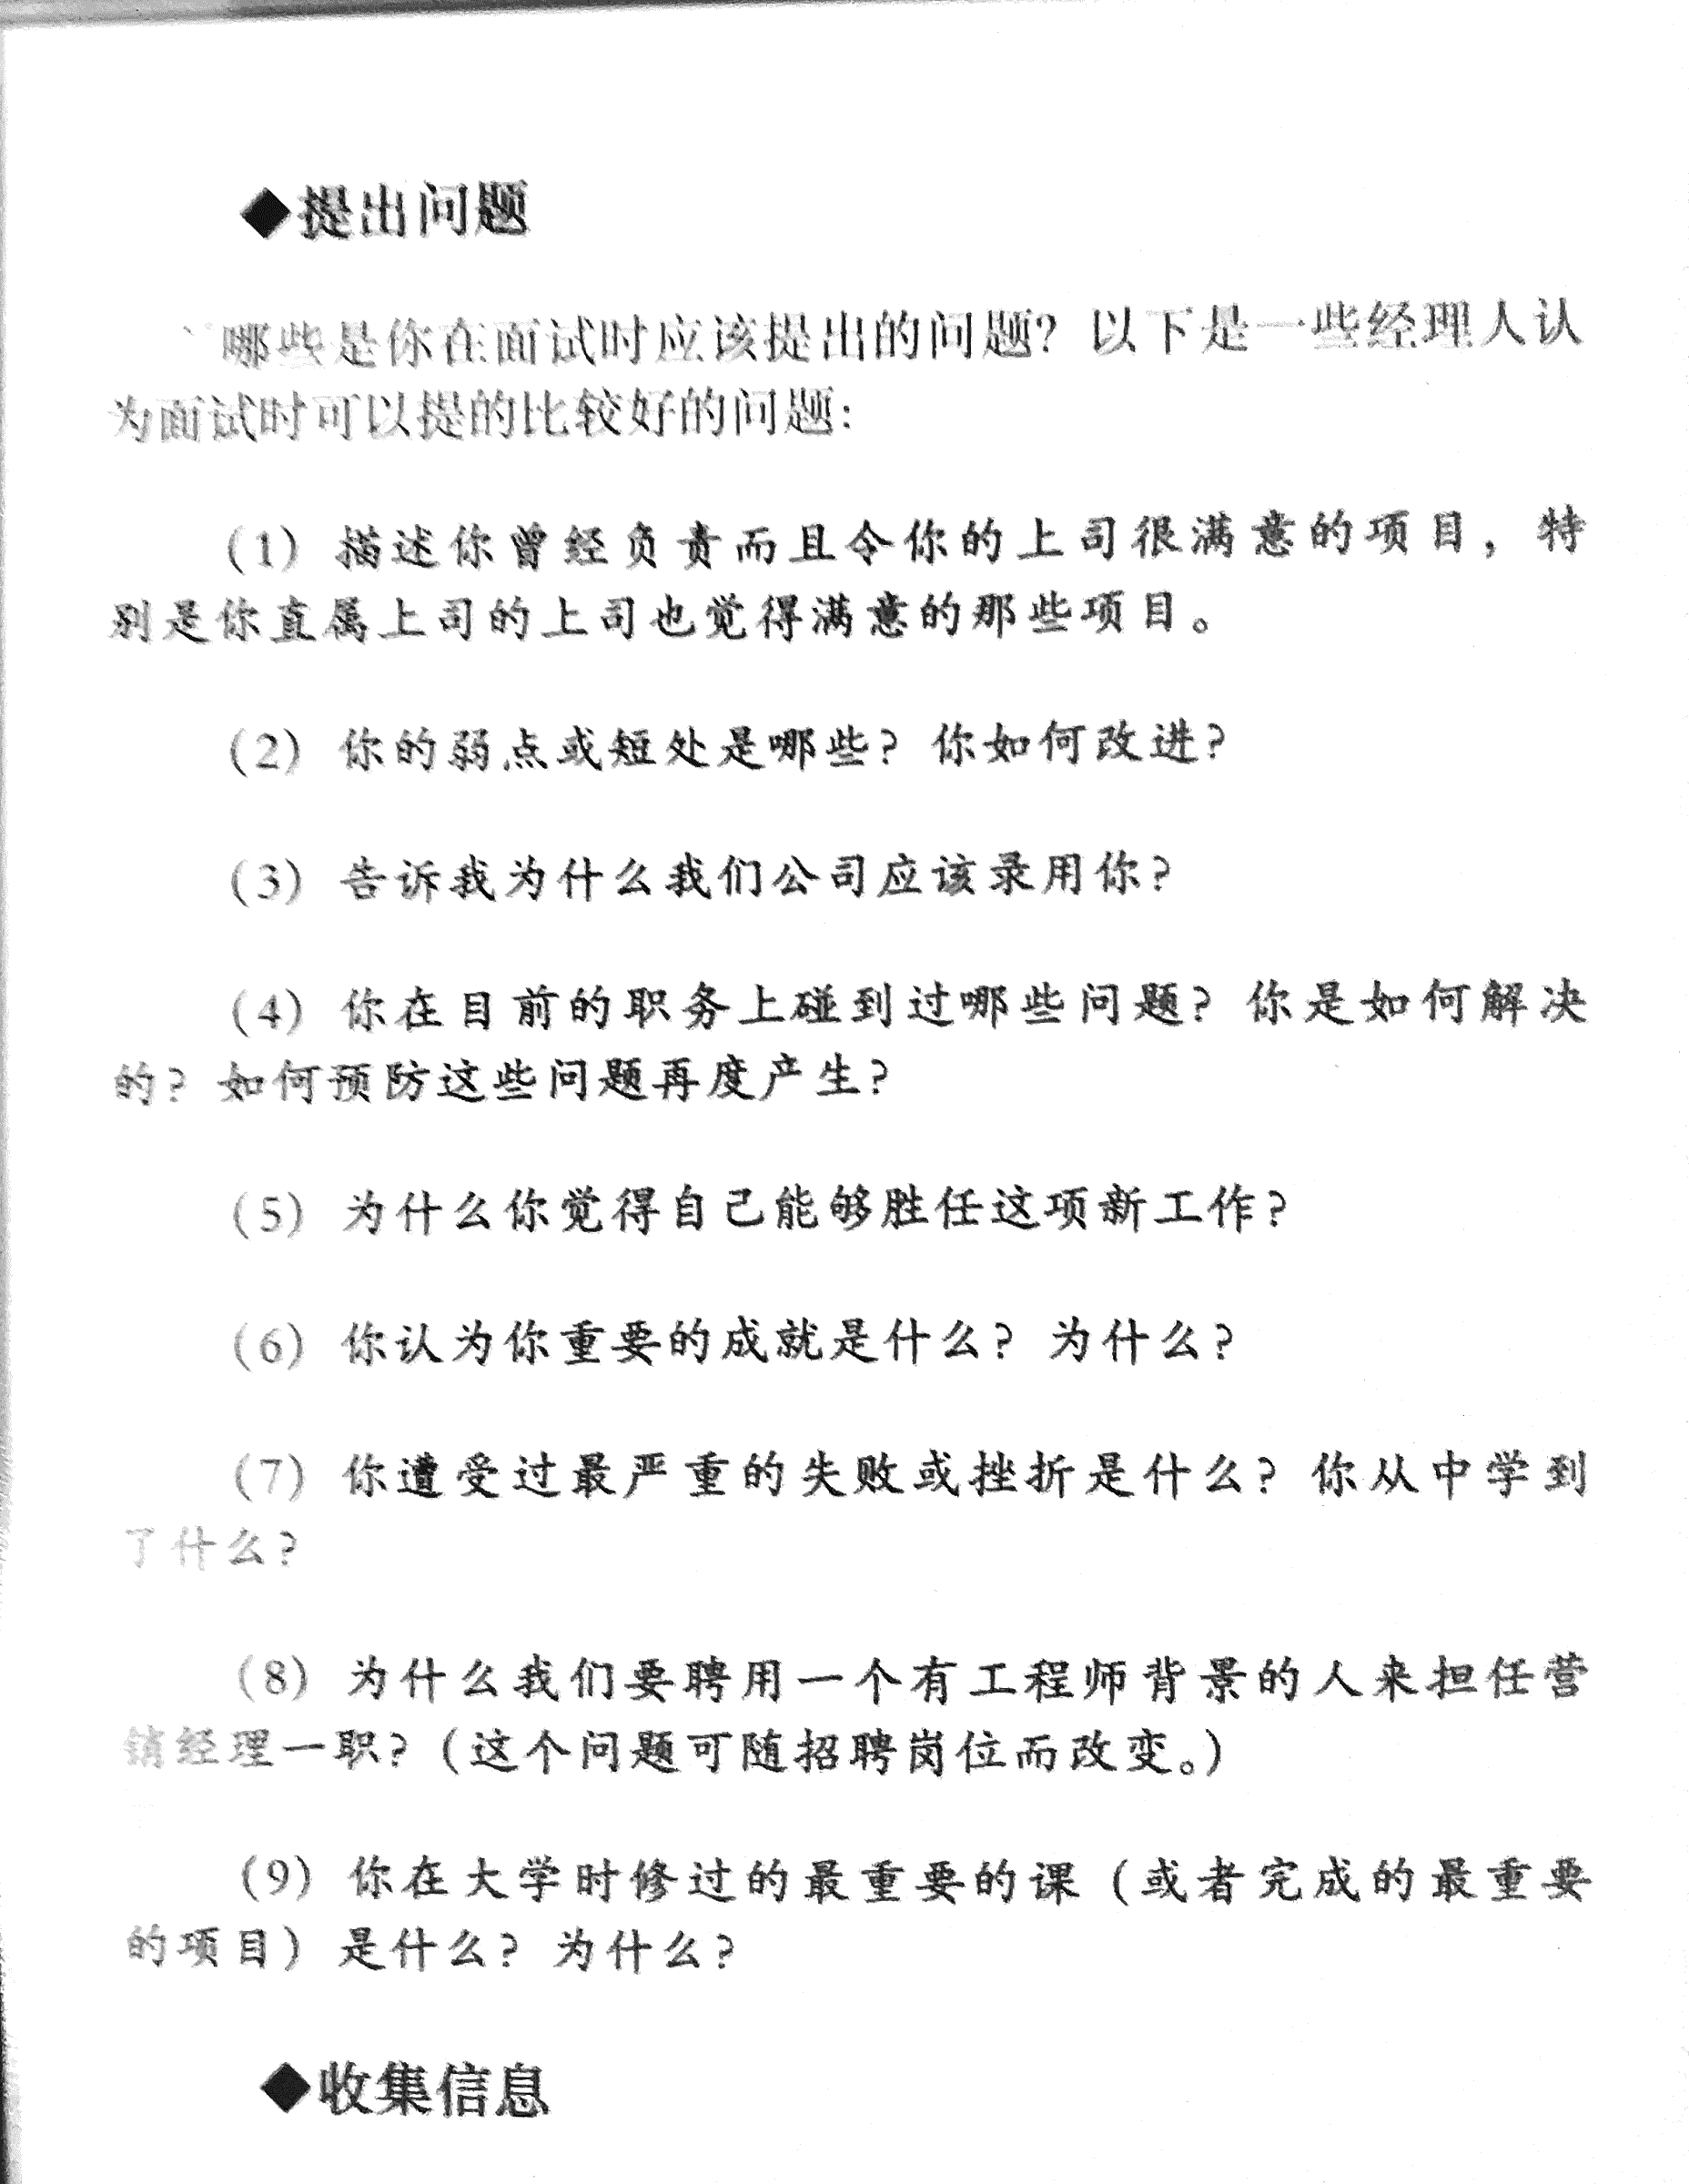 ◆提出问题
哪些是你在面试时应该提出的问题？以下是一些经理人认
为面试时可以提的比较好的问题：
（1）描述你曾经负责而且令你的上司很满意的项目，特
别是你直属上司的上司也觉得满意的那些项目。
（2）你的弱点或短处是哪些？你如何改进？
（3）告诉我为什么我们公司应该录用你？
（4）你在目前的职务上碰到过哪些问题？你是如何解决
的？如何预防这些问题再度产生？
（5）为什么你觉得自己能够胜任这项新工作？
（6）你认为你重要的成就是什么？为什么？
（7）你遭受过最严重的失败或挫折是什么？你从中学到
了什么？
（8）为什么我们要聘用一个有工程师背景的人来担任营
销经理一职？（这个问题可随招聘岗位而改变。）
（9）你在大学时修过的最重要的课（或者完成的最重要
的项目）是什么？为什么？
◆收集信息